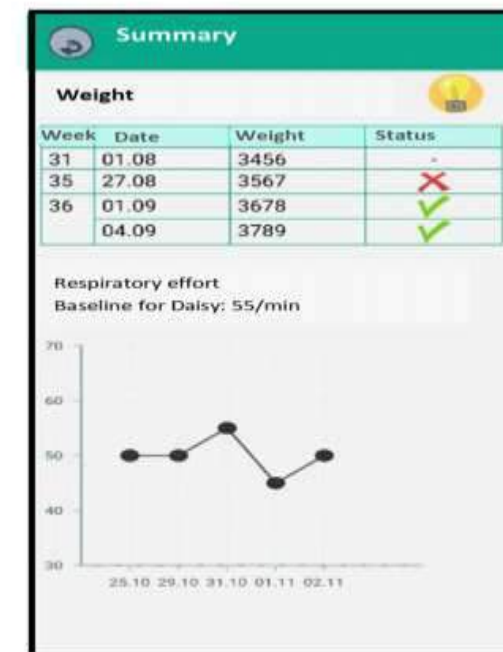 Summary
Weight
Week Date Weight Status
31 01.08 3456 -
35 27.08 3567
36 01.09 3678
04.09 3789
Respiratory effort
Baseline for Daisy: 55/min
70
60
50
40
30
25.10 29.10 31.10 01.11 02.11